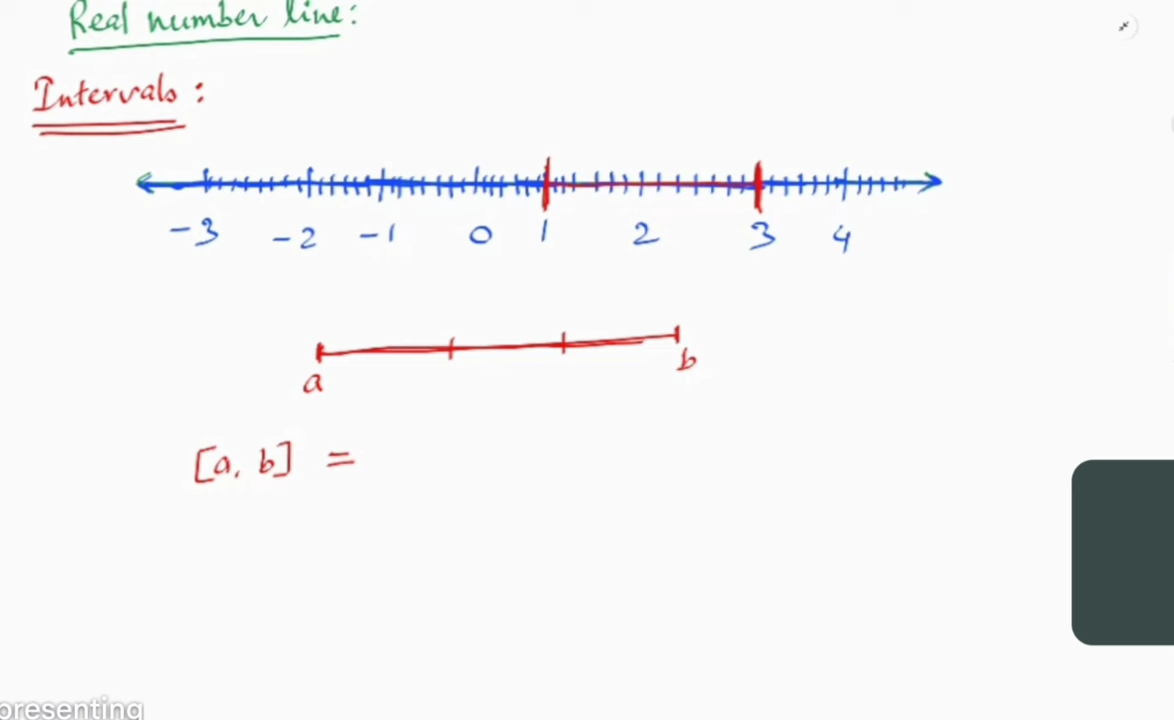 Real number line:
Intervals :
-3 -2 -1 0 1 2 3 4
a b
[a, b] =
presenting